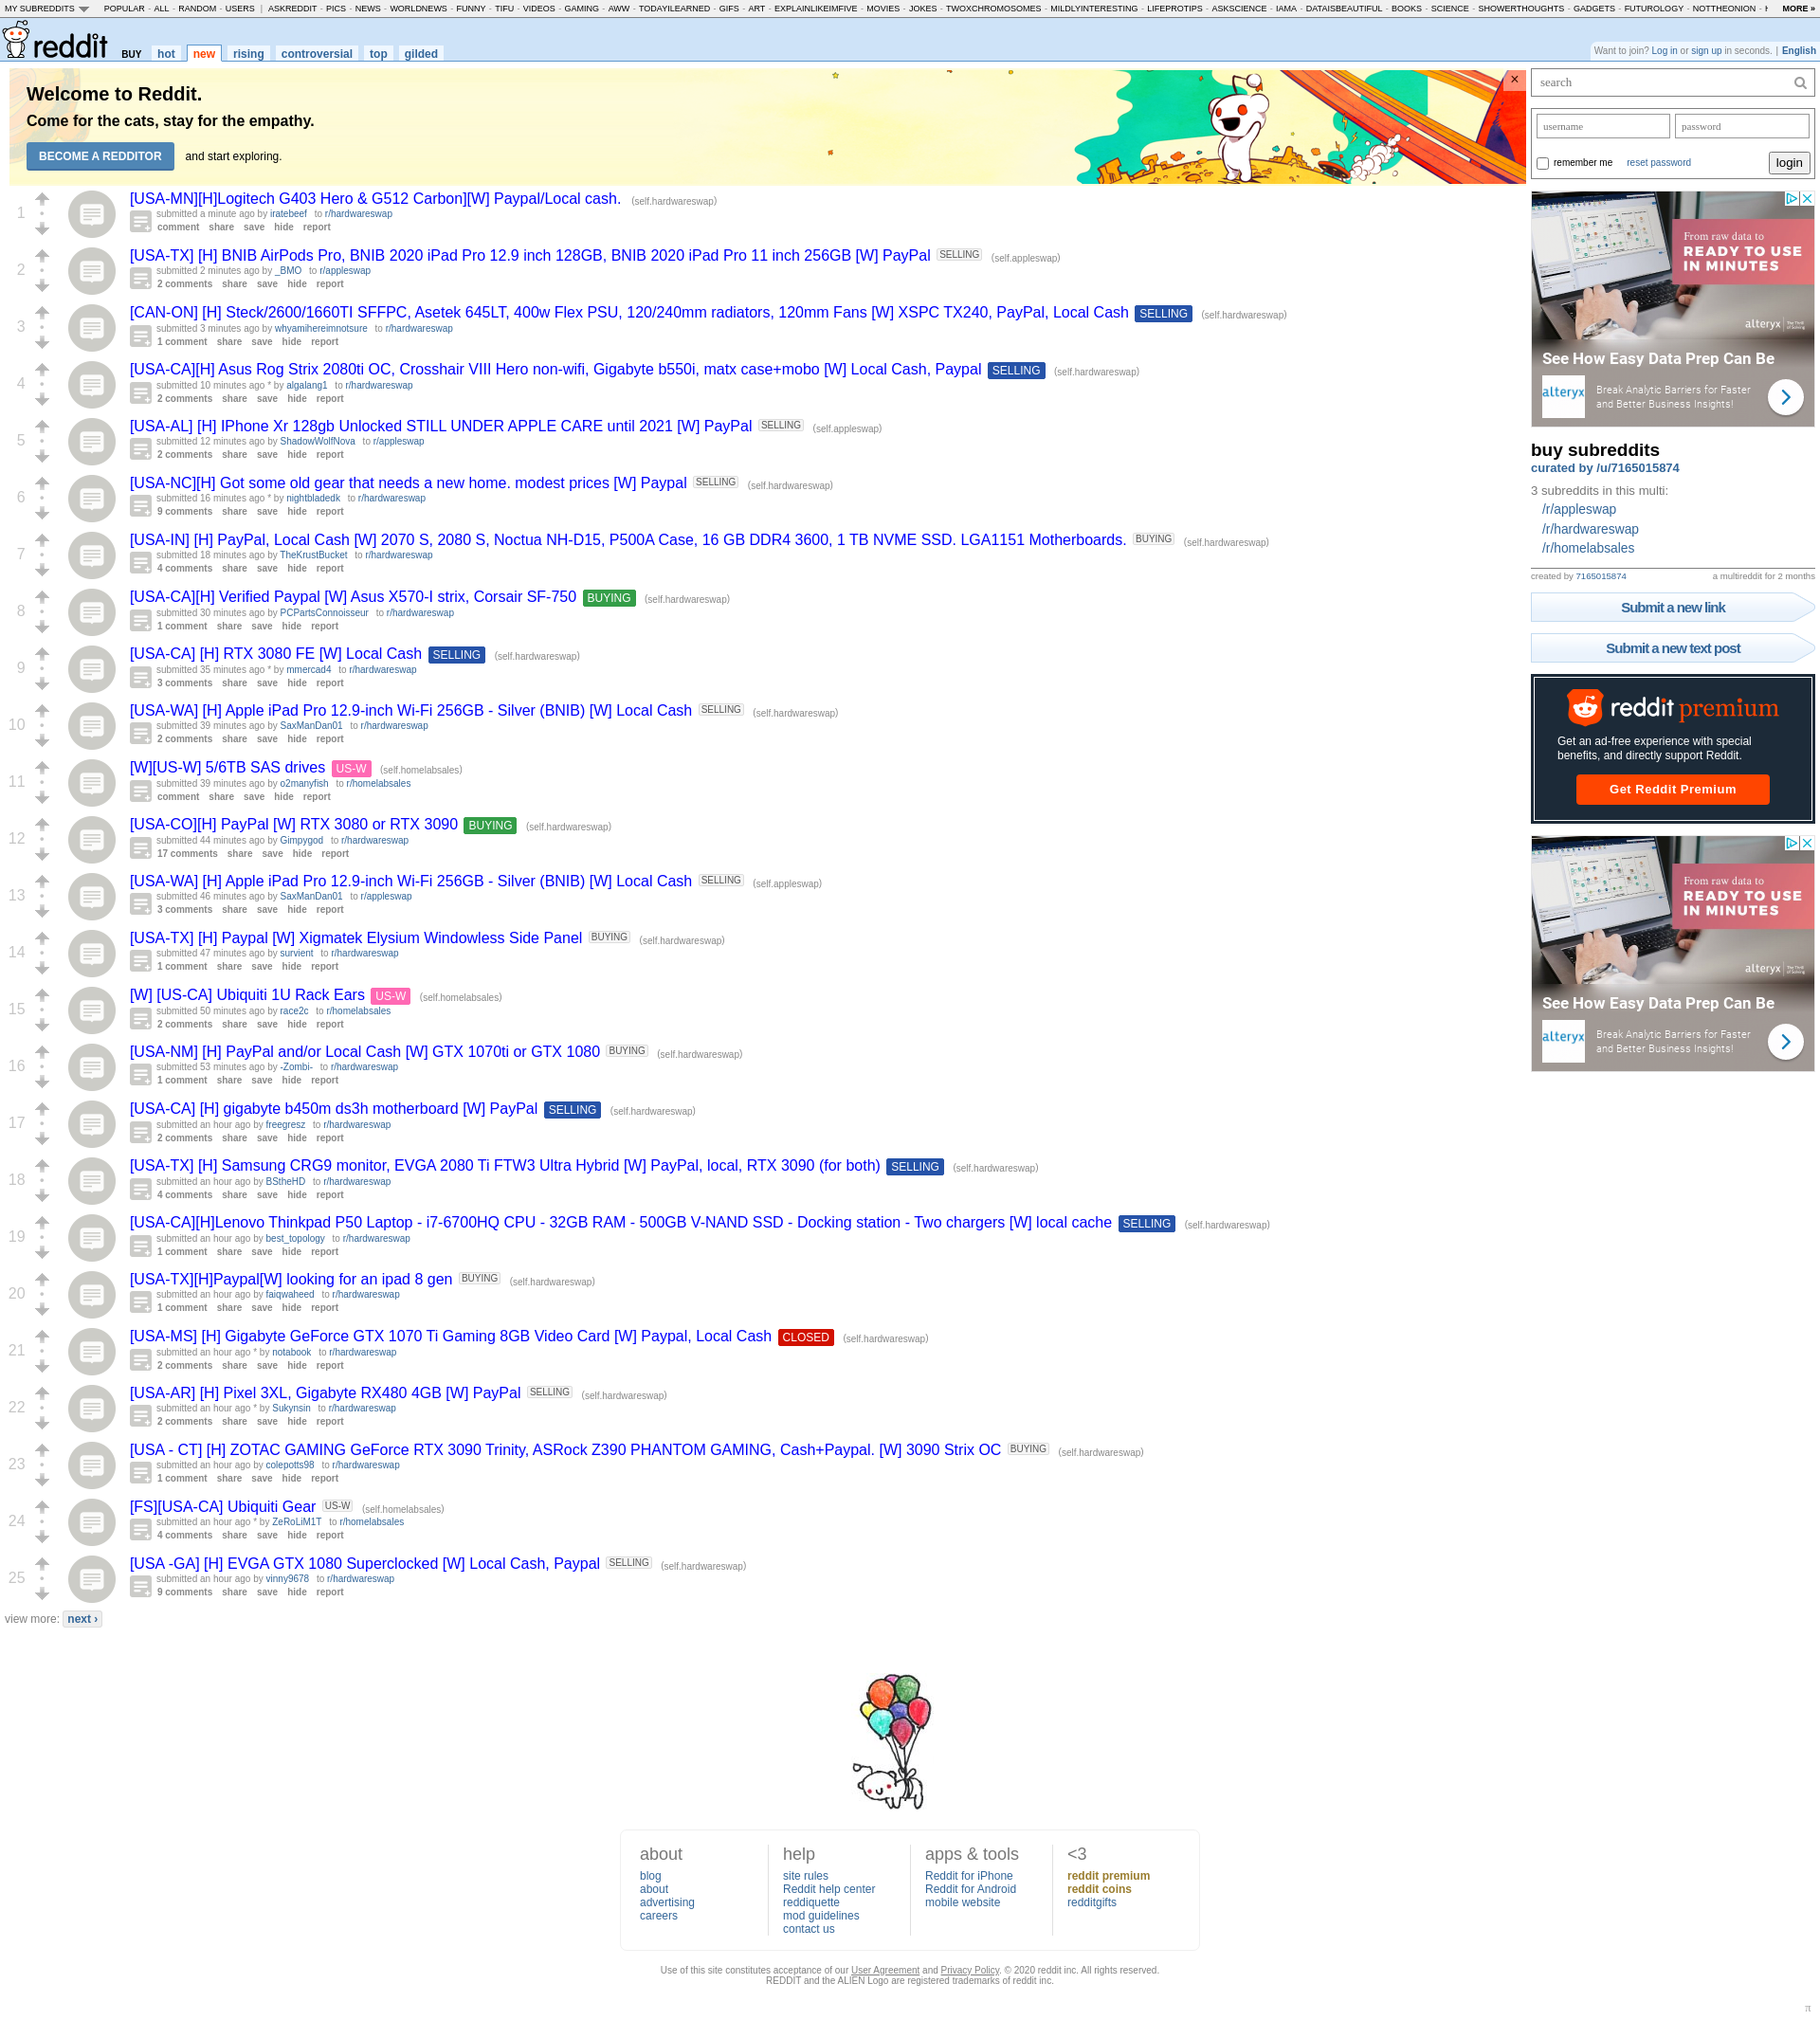 MY SUBREDDITS POPULAR - ALL - RANDOM - USERS | ASKREDDIT - PICS - NEWS - WORLDNEWS - FUNNY - TIFU - VIDEOS - GAMING - AWW - TODAYILEARNED - GIFS - ART - EXPLAINLIKEIMFIVE - MOVIES - JOKES - TWOXCHROMOSOMES - MILDLYINTERESTING - LIFEPROTIPS - ASKSCIENCE - IAMA - DATAISBEAUTIFUL - BOOKS - SCIENCE - SHOWERTHOUGHTS - GADGETS - FUTUROLOGY - NOTTHEONION - MORE »
reddit BUY hot new rising controversial top gilded
Want to join? Log in or sign up in seconds. | English
Welcome to Reddit.
Come for the cats, stay for the empathy.
BECOME A REDDITOR and start exploring.
×
1
[USA-MN][H]Logitech G403 Hero & G512 Carbon][W] Paypal/Local cash. (self.hardwareswap)
submitted a minute ago by iratebeef to r/hardwareswap
comment share save hide report
2
[USA-TX] [H] BNIB AirPods Pro, BNIB 2020 iPad Pro 12.9 inch 128GB, BNIB 2020 iPad Pro 11 inch 256GB [W] PayPal SELLING (self.appleswap)
submitted 2 minutes ago by _BMO to r/appleswap
2 comments share save hide report
3
[CAN-ON] [H] Steck/2600/1660TI SFFPC, Asetek 645LT, 400w Flex PSU, 120/240mm radiators, 120mm Fans [W] XSPC TX240, PayPal, Local Cash SELLING (self.hardwareswap)
submitted 3 minutes ago by whyamihereimnotsure to r/hardwareswap
1 comment share save hide report
4
[USA-CA][H] Asus Rog Strix 2080ti OC, Crosshair VIII Hero non-wifi, Gigabyte b550i, matx case+mobo [W] Local Cash, Paypal SELLING (self.hardwareswap)
submitted 10 minutes ago * by algalang1 to r/hardwareswap
2 comments share save hide report
5
[USA-AL] [H] IPhone Xr 128gb Unlocked STILL UNDER APPLE CARE until 2021 [W] PayPal SELLING (self.appleswap)
submitted 12 minutes ago by ShadowWolfNova to r/appleswap
2 comments share save hide report
6
[USA-NC][H] Got some old gear that needs a new home. modest prices [W] Paypal SELLING (self.hardwareswap)
submitted 16 minutes ago * by nightbladedk to r/hardwareswap
9 comments share save hide report
7
[USA-IN] [H] PayPal, Local Cash [W] 2070 S, 2080 S, Noctua NH-D15, P500A Case, 16 GB DDR4 3600, 1 TB NVME SSD. LGA1151 Motherboards. BUYING (self.hardwareswap)
submitted 18 minutes ago by TheKrustBucket to r/hardwareswap
4 comments share save hide report
8
[USA-CA][H] Verified Paypal [W] Asus X570-I strix, Corsair SF-750 BUYING (self.hardwareswap)
submitted 30 minutes ago by PCPartsConnoisseur to r/hardwareswap
1 comment share save hide report
9
[USA-CA] [H] RTX 3080 FE [W] Local Cash SELLING (self.hardwareswap)
submitted 35 minutes ago * by mmercad4 to r/hardwareswap
3 comments share save hide report
10
[USA-WA] [H] Apple iPad Pro 12.9-inch Wi-Fi 256GB - Silver (BNIB) [W] Local Cash SELLING (self.hardwareswap)
submitted 39 minutes ago by SaxManDan01 to r/hardwareswap
2 comments share save hide report
11
[W][US-W] 5/6TB SAS drives US-W (self.homelabsales)
submitted 39 minutes ago by o2manyfish to r/homelabsales
comment share save hide report
12
[USA-CO][H] PayPal [W] RTX 3080 or RTX 3090 BUYING (self.hardwareswap)
submitted 44 minutes ago by Gimpygod to r/hardwareswap
17 comments share save hide report
13
[USA-WA] [H] Apple iPad Pro 12.9-inch Wi-Fi 256GB - Silver (BNIB) [W] Local Cash SELLING (self.appleswap)
submitted 46 minutes ago by SaxManDan01 to r/appleswap
3 comments share save hide report
14
[USA-TX] [H] Paypal [W] Xigmatek Elysium Windowless Side Panel BUYING (self.hardwareswap)
submitted 47 minutes ago by survient to r/hardwareswap
1 comment share save hide report
15
[W] [US-CA] Ubiquiti 1U Rack Ears US-W (self.homelabsales)
submitted 50 minutes ago by race2c to r/homelabsales
2 comments share save hide report
16
[USA-NM] [H] PayPal and/or Local Cash [W] GTX 1070ti or GTX 1080 BUYING (self.hardwareswap)
submitted 53 minutes ago by -Zombi- to r/hardwareswap
1 comment share save hide report
17
[USA-CA] [H] gigabyte b450m ds3h motherboard [W] PayPal SELLING (self.hardwareswap)
submitted an hour ago by freegresz to r/hardwareswap
2 comments share save hide report
18
[USA-TX] [H] Samsung CRG9 monitor, EVGA 2080 Ti FTW3 Ultra Hybrid [W] PayPal, local, RTX 3090 (for both) SELLING (self.hardwareswap)
submitted an hour ago by BStheHD to r/hardwareswap
4 comments share save hide report
19
[USA-CA][H]Lenovo Thinkpad P50 Laptop - i7-6700HQ CPU - 32GB RAM - 500GB V-NAND SSD - Docking station - Two chargers [W] local cache SELLING (self.hardwareswap)
submitted an hour ago by best_topology to r/hardwareswap
1 comment share save hide report
20
[USA-TX][H]Paypal[W] looking for an ipad 8 gen BUYING (self.hardwareswap)
submitted an hour ago by faiqwaheed to r/hardwareswap
1 comment share save hide report
21
[USA-MS] [H] Gigabyte GeForce GTX 1070 Ti Gaming 8GB Video Card [W] Paypal, Local Cash CLOSED (self.hardwareswap)
submitted an hour ago * by notabook to r/hardwareswap
2 comments share save hide report
22
[USA-AR] [H] Pixel 3XL, Gigabyte RX480 4GB [W] PayPal SELLING (self.hardwareswap)
submitted an hour ago * by Sukynsin to r/hardwareswap
2 comments share save hide report
23
[USA - CT] [H] ZOTAC GAMING GeForce RTX 3090 Trinity, ASRock Z390 PHANTOM GAMING, Cash+Paypal. [W] 3090 Strix OC BUYING (self.hardwareswap)
submitted an hour ago by colepotts98 to r/hardwareswap
1 comment share save hide report
24
[FS][USA-CA] Ubiquiti Gear US-W (self.homelabsales)
submitted an hour ago * by ZeRoLiM1T to r/homelabsales
4 comments share save hide report
25
[USA -GA] [H] EVGA GTX 1080 Superclocked [W] Local Cash, Paypal SELLING (self.hardwareswap)
submitted an hour ago by vinny9678 to r/hardwareswap
9 comments share save hide report
view more: next ›
search
username password
remember me reset password login
From raw data to
READY TO USE
IN MINUTES
alteryx
See How Easy Data Prep Can Be
alteryx
Break Analytic Barriers for Faster
and Better Business Insights!
buy subreddits
curated by /u/7165015874
3 subreddits in this multi:
/r/appleswap
/r/hardwareswap
/r/homelabsales
created by 7165015874 a multireddit for 2 months
Submit a new link
Submit a new text post
reddit premium
Get an ad-free experience with special
benefits, and directly support Reddit.
Get Reddit Premium
From raw data to
READY TO USE
IN MINUTES
alteryx
See How Easy Data Prep Can Be
alteryx
Break Analytic Barriers for Faster
and Better Business Insights!
about
blog
about
advertising
careers
help
site rules
Reddit help center
reddiquette
mod guidelines
contact us
apps & tools
Reddit for iPhone
Reddit for Android
mobile website
<3
reddit premium
reddit coins
redditgifts
Use of this site constitutes acceptance of our User Agreement and Privacy Policy. © 2020 reddit inc. All rights reserved.
REDDIT and the ALIEN Logo are registered trademarks of reddit inc.
π